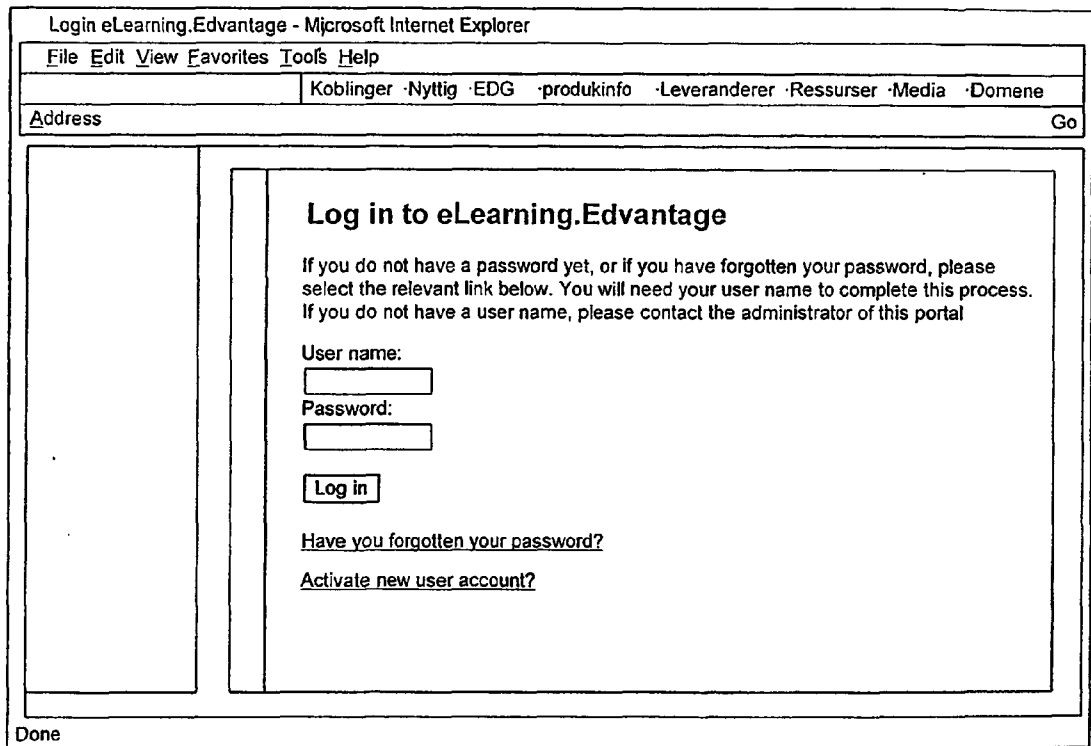 Login eLearning.Edvantage - Microsoft Internet Explorer
File Edit View Favorites Tools Help
Koblinger ·Nyttig ·EDG ·produkinfo ·Leveranderer ·Ressurser ·Media ·Domene
Address Go
Log in to eLearning.Edvantage
If you do not have a password yet, or if you have forgotten your password, please
select the relevant link below. You will need your user name to complete this process.
If you do not have a user name, please contact the administrator of this portal
User name:
Password:
Log in
Have you forgotten your password?
Activate new user account?
Done